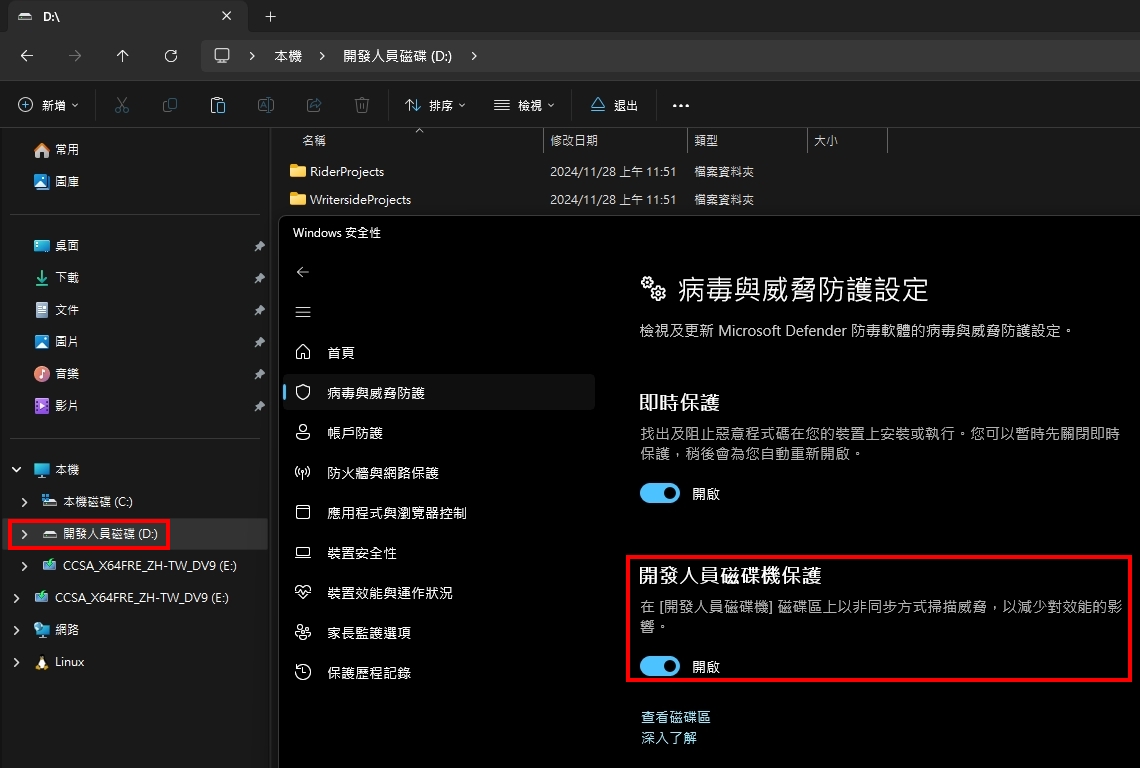 D:\
本機
開發人員磁碟 (D:)
新增
排序
檢視
退出
名稱
修改日期
類型
大小
常用
圖庫
RiderProjects
2024/11/28 上午 11:51
檔案資料夾
WritersideProjects
2024/11/28 上午 11:51
檔案資料夾
桌面
下載
文件
圖片
音樂
影片
本機
本機磁碟 (C:)
開發人員磁碟 (D:)
CCSA_X64FRE_ZH-TW_DV9 (E:)
CCSA_X64FRE_ZH-TW_DV9 (E:)
網路
Linux
Windows 安全性
首頁
病毒與威脅防護
帳戶防護
防火牆與網路保護
應用程式與瀏覽器控制
裝置安全性
裝置效能與運作狀況
家長監護選項
保護歷程記錄
病毒與威脅防護設定
檢視及更新 Microsoft Defender 防毒軟體的病毒與威脅防護設定。
即時保護
找出及阻止惡意程式碼在您的裝置上安裝或執行。您可以暫時先關閉即時
保護，稍後會為您自動重新開啟。
開啟
開發人員磁碟機保護
在 [開發人員磁碟機] 磁碟區上以非同步方式掃描威脅，以減少對效能的影
響。
開啟
查看磁碟區
深入了解